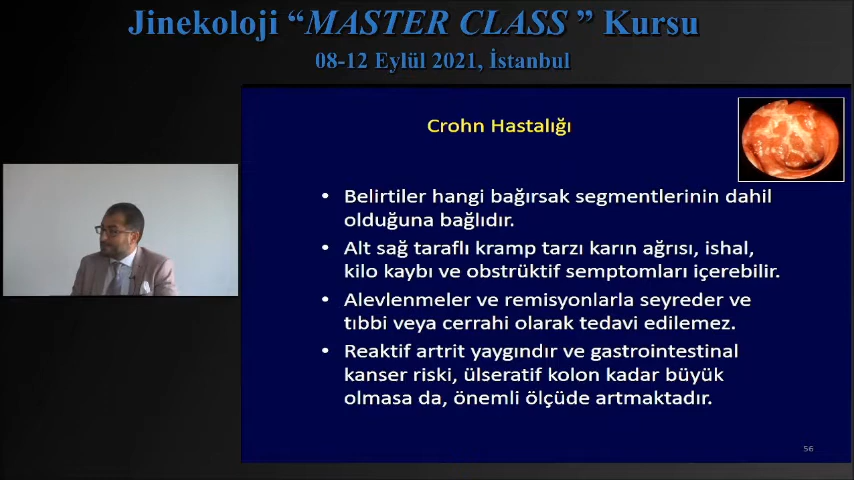 Jinekoloji “MASTER CLASS ” Kursu
08-12 Eylül 2021, İstanbul
Crohn Hastalığı
• Belirtiler hangi bağırsak segmentlerinin dahil
olduğuna bağlıdır.
• Alt sağ taraflı kramp tarzı karın ağrısı, ishal,
kilo kaybı ve obstrüktif semptomları içerebilir.
• Alevlenmeler ve remisyonlarla seyreder ve
tıbbi veya cerrahi olarak tedavi edilemez.
• Reaktif artrit yaygındır ve gastrointestinal
kanser riski, ülseratif kolon kadar büyük
olmasa da, önemli ölçüde artmaktadır.
56